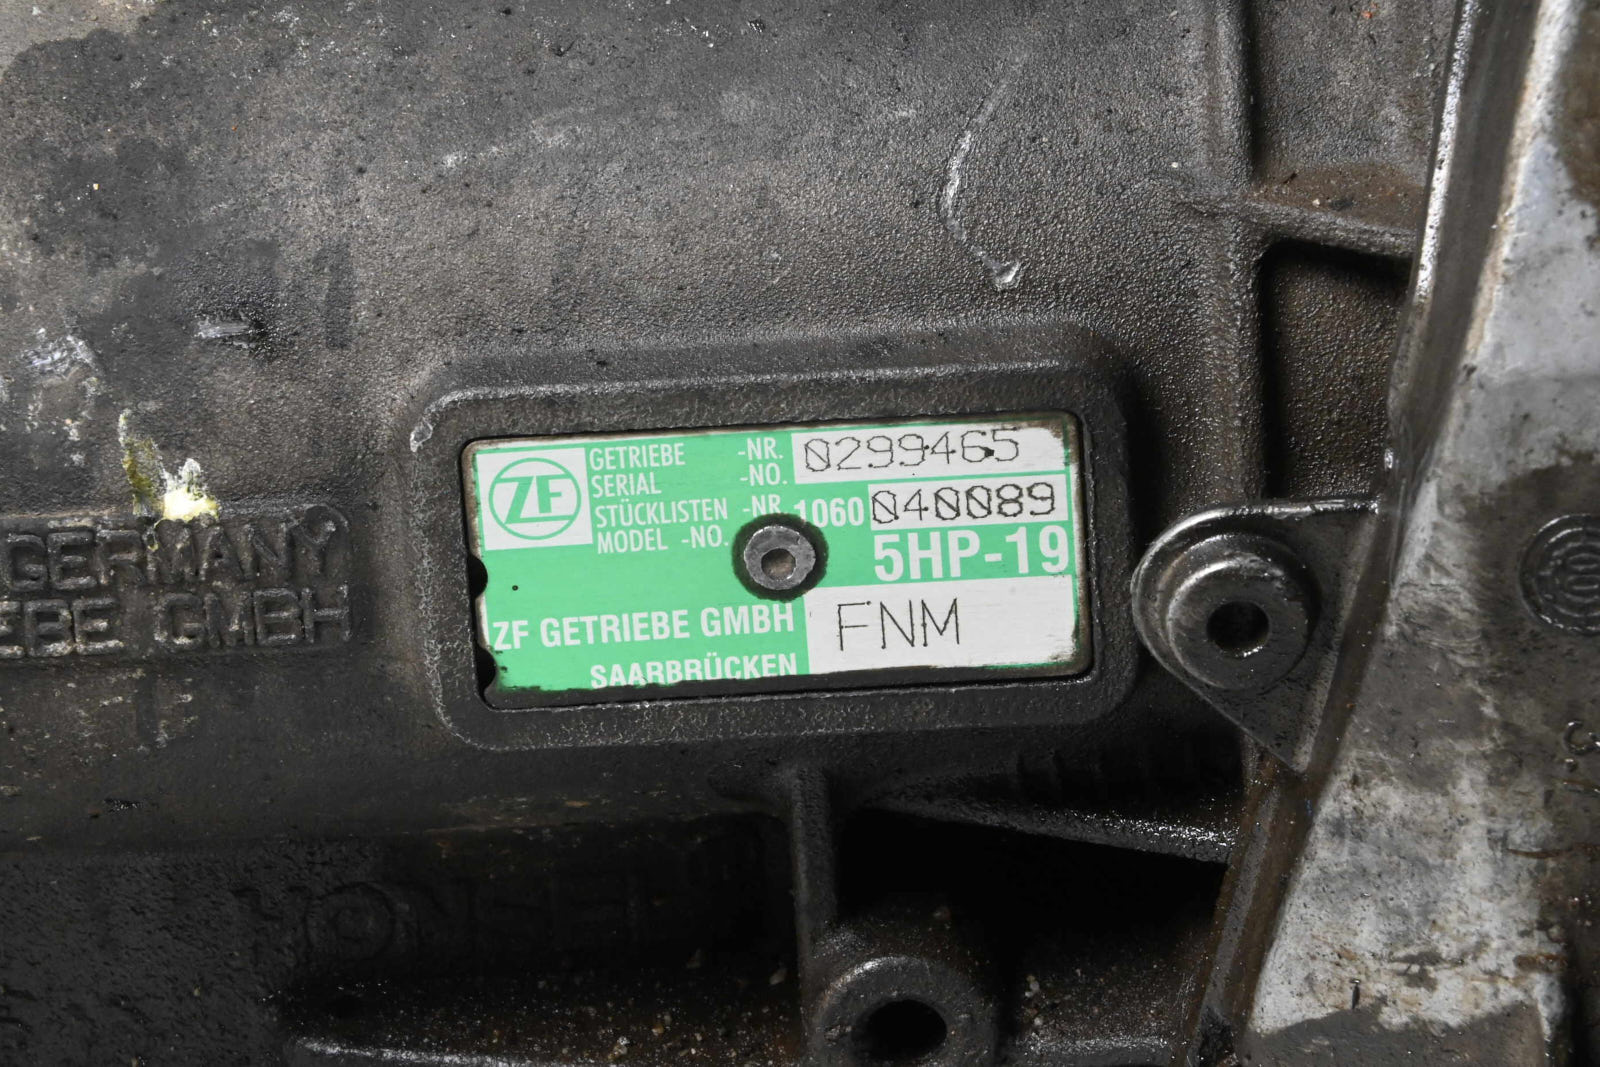 ZF
GETRIEBE -NR. 0299465
SERIAL -NO.
STÜCKLISTEN -NR 1060 040089
MODEL -NO.
5HP-19
ZF GETRIEBE GMBH FNM
SAARBRÜCKEN
GERMANY
EBE GMBH